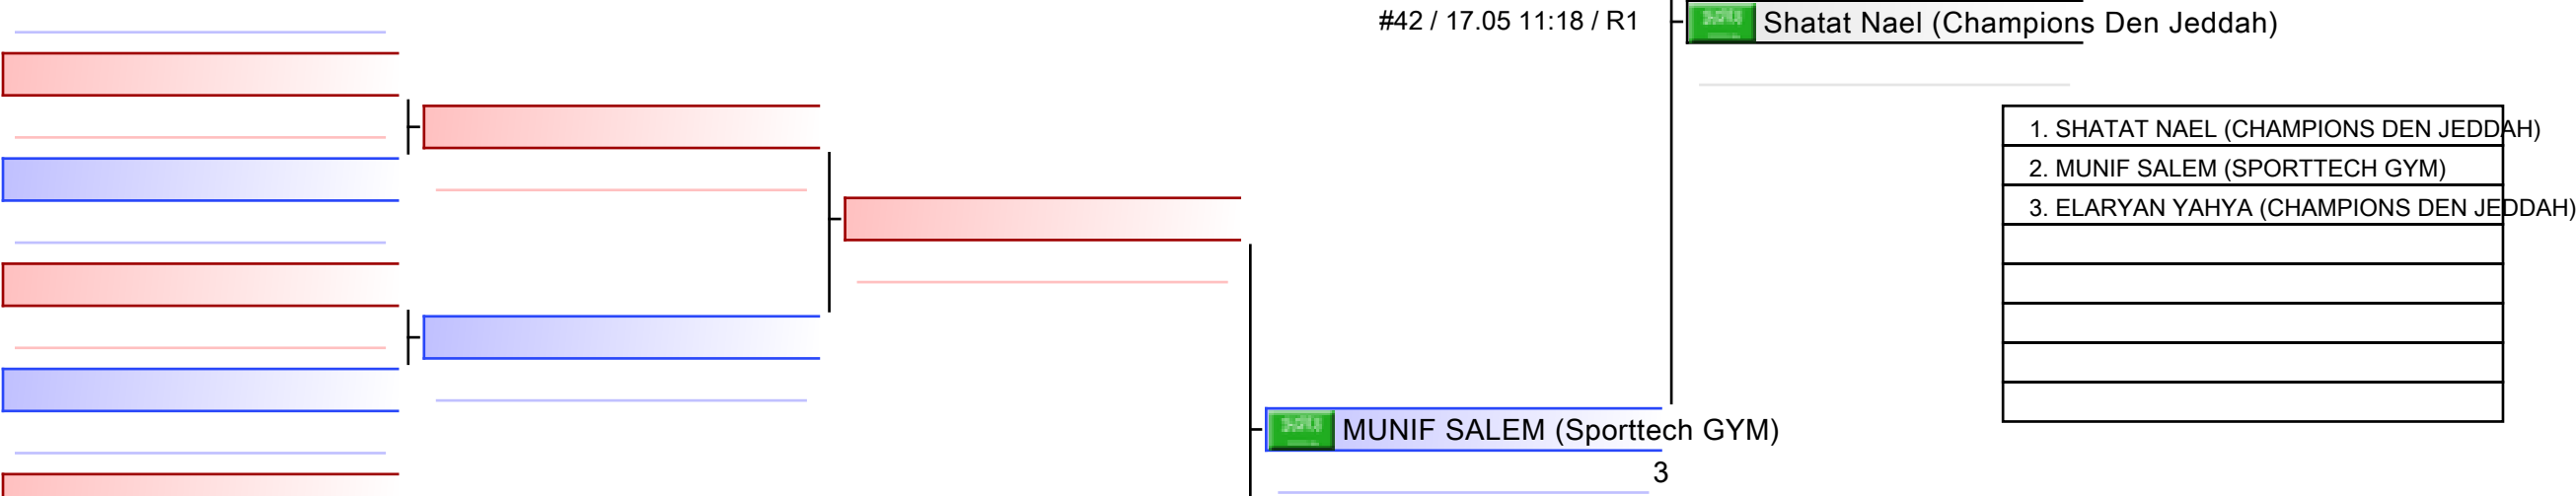 #42 / 17.05 11:18 / R1
Shatat Nael (Champions Den Jeddah)
1. SHATAT NAEL (CHAMPIONS DEN JEDDAH)
2. MUNIF SALEM (SPORTTECH GYM)
3. ELARYAN YAHYA (CHAMPIONS DEN JEDDAH)
MUNIF SALEM (Sporttech GYM)
3